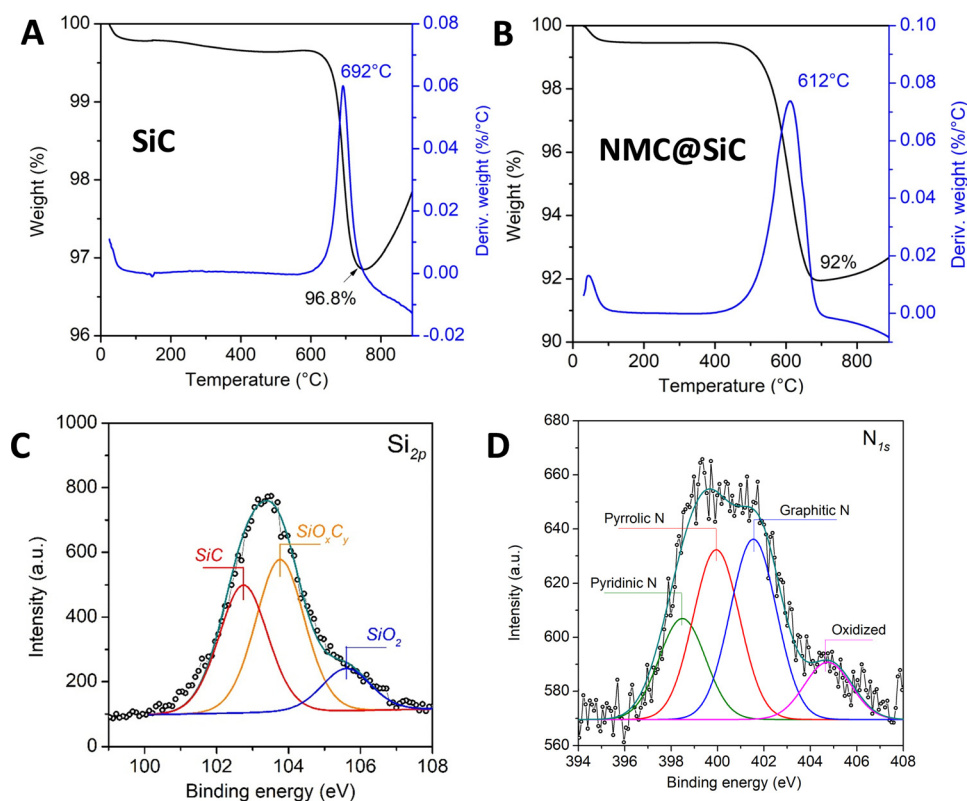 A
100
99
98
97
96
Weight (%)
0.08
0.06
0.04
0.02
0.00
-0.02
Deriv. weight (%/°C)
692°C
SiC
96.8%
0 200 400 600 800
Temperature (°C)
B
100
98
96
94
92
90
Weight (%)
0.10
0.08
0.06
0.04
0.02
0.00
Deriv. weight (%/°C)
612°C
NMC@SiC
92%
0 200 400 600 800
Temperature (°C)
C
1000
800
600
400
200
0
Intensity (a.u.)
Si2p
SiOxCy
SiC
SiO2
100 102 104 106 108
Binding energy (eV)
D
680
660
640
620
600
580
560
Intensity (a.u.)
N1s
Graphitic N
Pyrrolic N
Pyridinic N
Oxidized
394 396 398 400 402 404 406 408
Binding energy (eV)